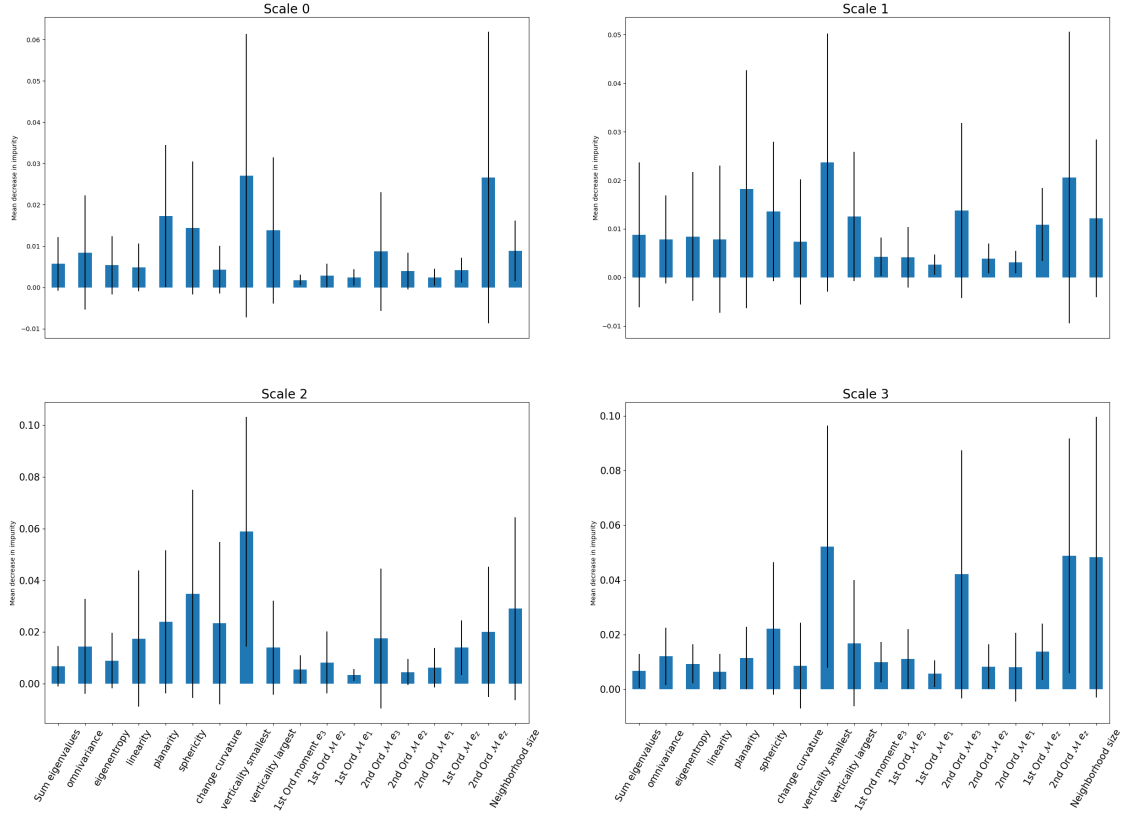 Scale 0
Mean decrease in impurity
0.06
0.05
0.04
0.03
0.02
0.01
0.00
−0.01
Scale 1
Mean decrease in impurity
0.05
0.04
0.03
0.02
0.01
0.00
−0.01
Scale 2
Mean decrease in impurity
0.10
0.08
0.06
0.04
0.02
0.00
Sum eigenvalues
omnivariance
eigenentropy
linearity
planarity
sphericity
change curvature
verticality smallest
verticality largest
1st Ord moment e₃
1st Ord ℳ e₂
1st Ord ℳ e₁
2nd Ord ℳ e₃
2nd Ord ℳ e₂
2nd Ord ℳ e₁
1st Ord ℳ e_z
2nd Ord ℳ e_z
Neighborhood size
Scale 3
Mean decrease in impurity
0.10
0.08
0.06
0.04
0.02
0.00
Sum eigenvalues
omnivariance
eigenentropy
linearity
planarity
sphericity
change curvature
verticality smallest
verticality largest
1st Ord moment e₃
1st Ord ℳ e₂
1st Ord ℳ e₁
2nd Ord ℳ e₃
2nd Ord ℳ e₂
2nd Ord ℳ e₁
1st Ord ℳ e_z
2nd Ord ℳ e_z
Neighborhood size